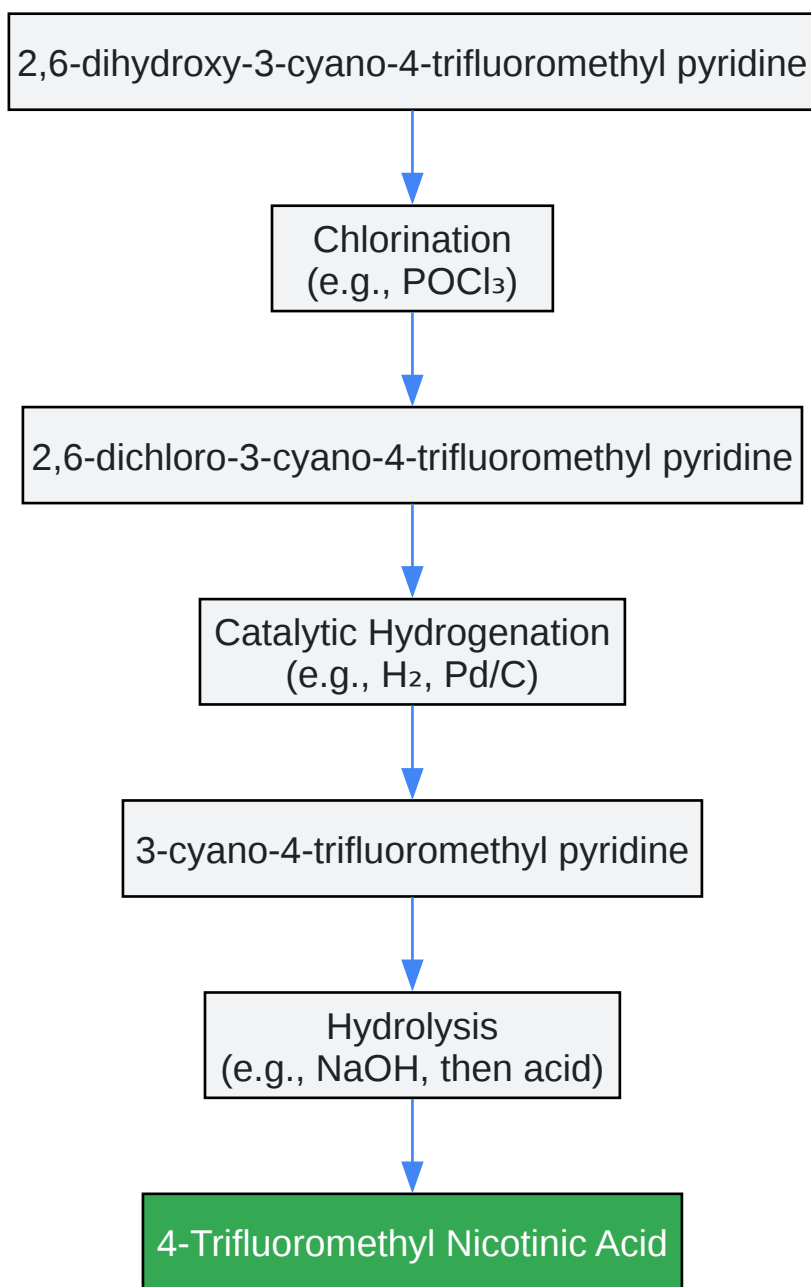 2,6-dihydroxy-3-cyano-4-trifluoromethyl pyridine
Chlorination
(e.g., POCl₃)
2,6-dichloro-3-cyano-4-trifluoromethyl pyridine
Catalytic Hydrogenation
(e.g., H₂, Pd/C)
3-cyano-4-trifluoromethyl pyridine
Hydrolysis
(e.g., NaOH, then acid)
4-Trifluoromethyl Nicotinic Acid